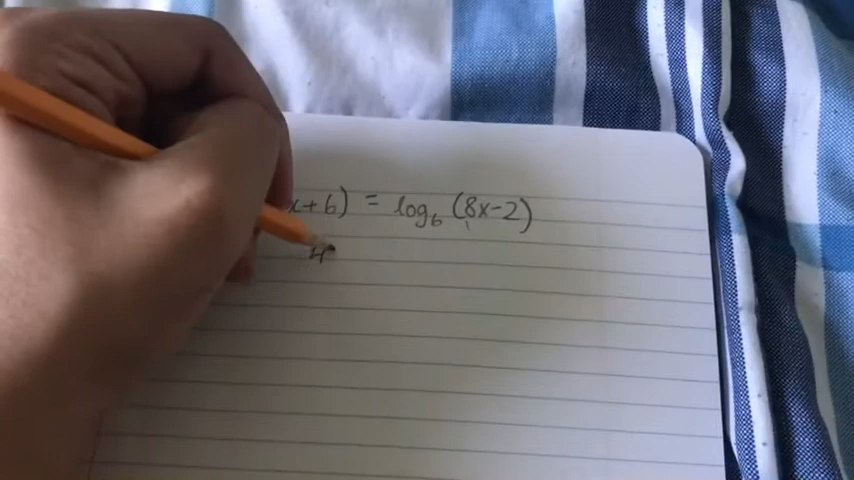 x+6) = log₆ (8x-2)
4